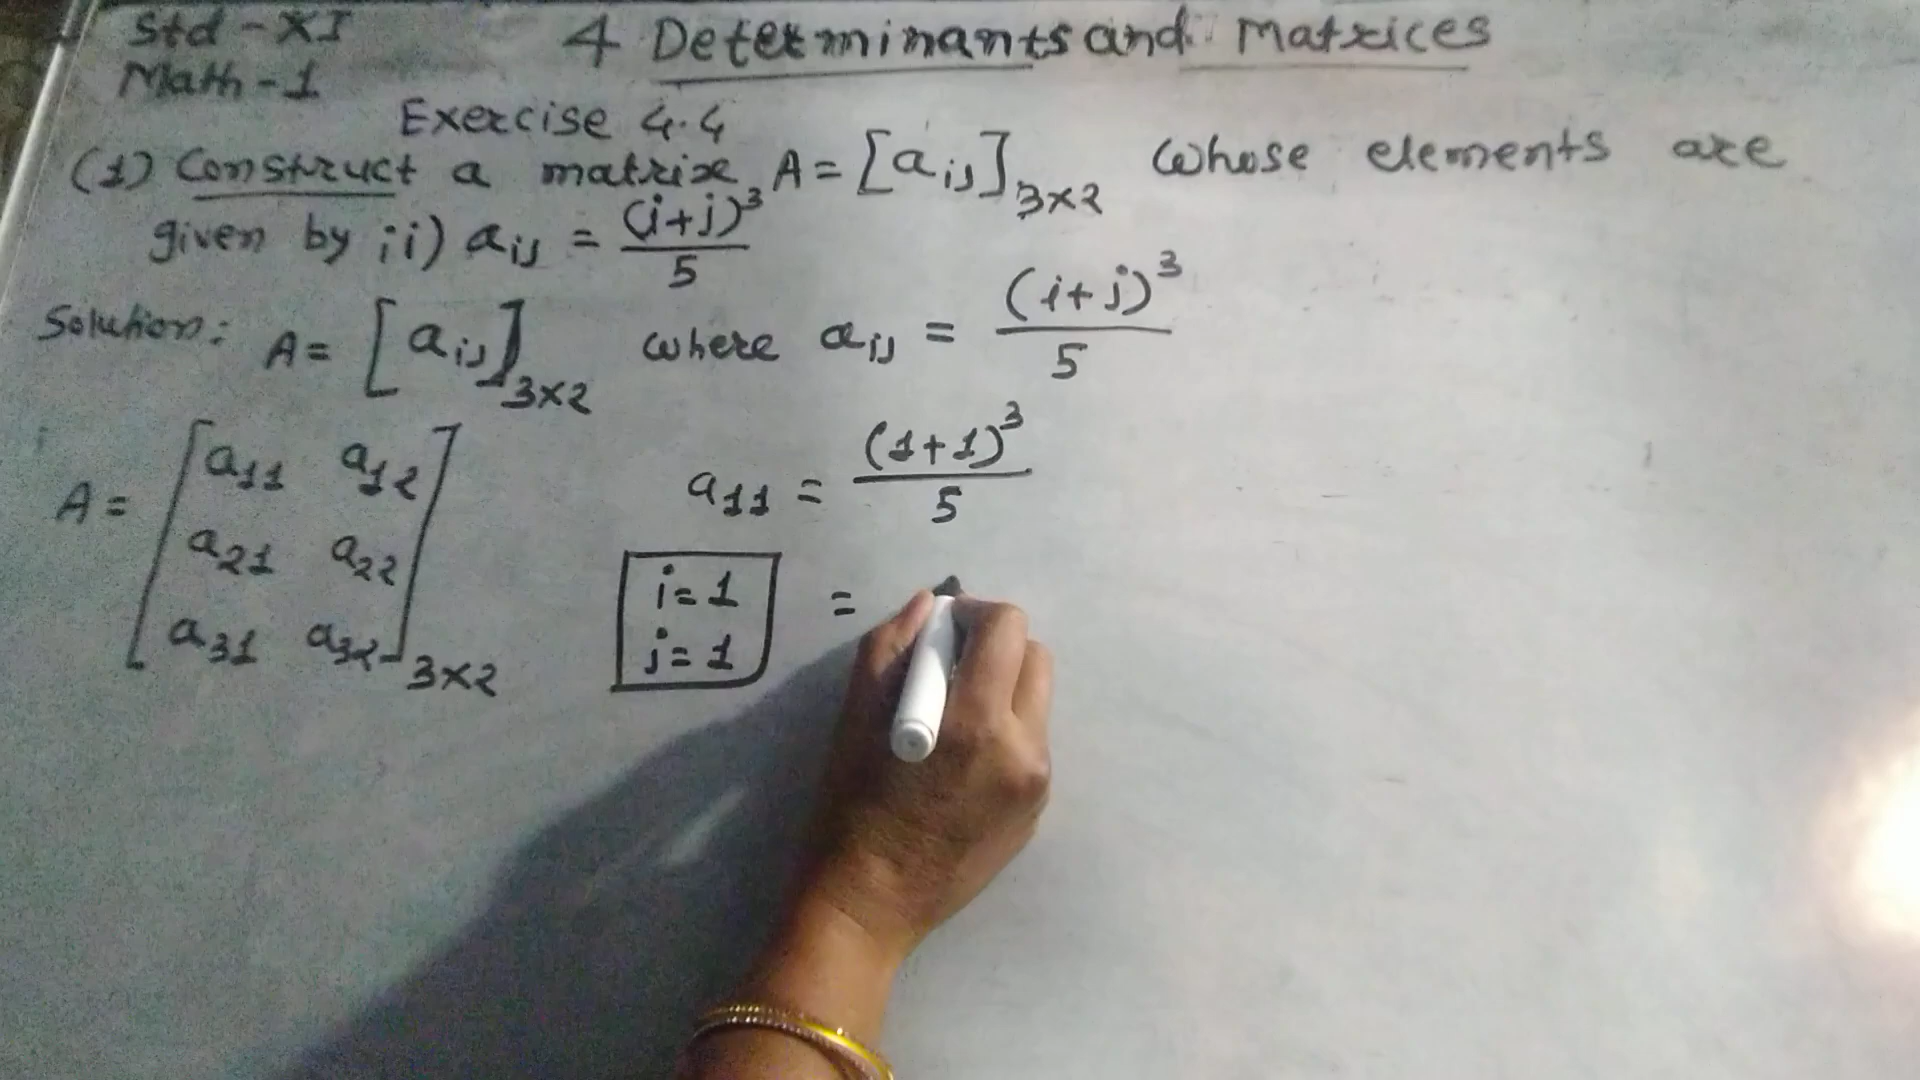 Std - XI
Math - 1
4 Determinants and Matrices
Exercise 4.4
(1) Construct a matrix A = [aij]3×2 whose elements are
given by ii) aij = (i+j)³/5
Solution: A = [aij]3×2 where aij = (i+j)³/5
A = [a11 a12
a21 a22
a31 a32]3×2
a11 = (1+1)³/5
i = 1
j = 1
=